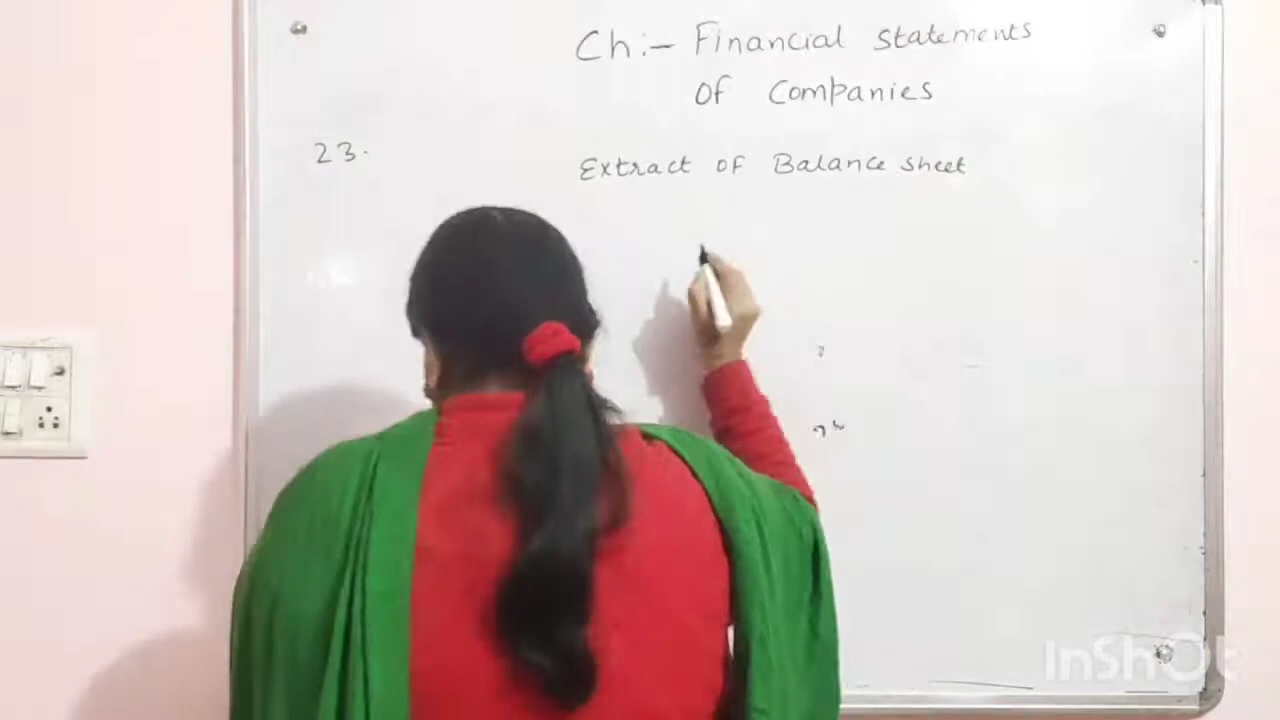 Ch:- Financial statements
of Companies
23.
Extract of Balance sheet
InShOt